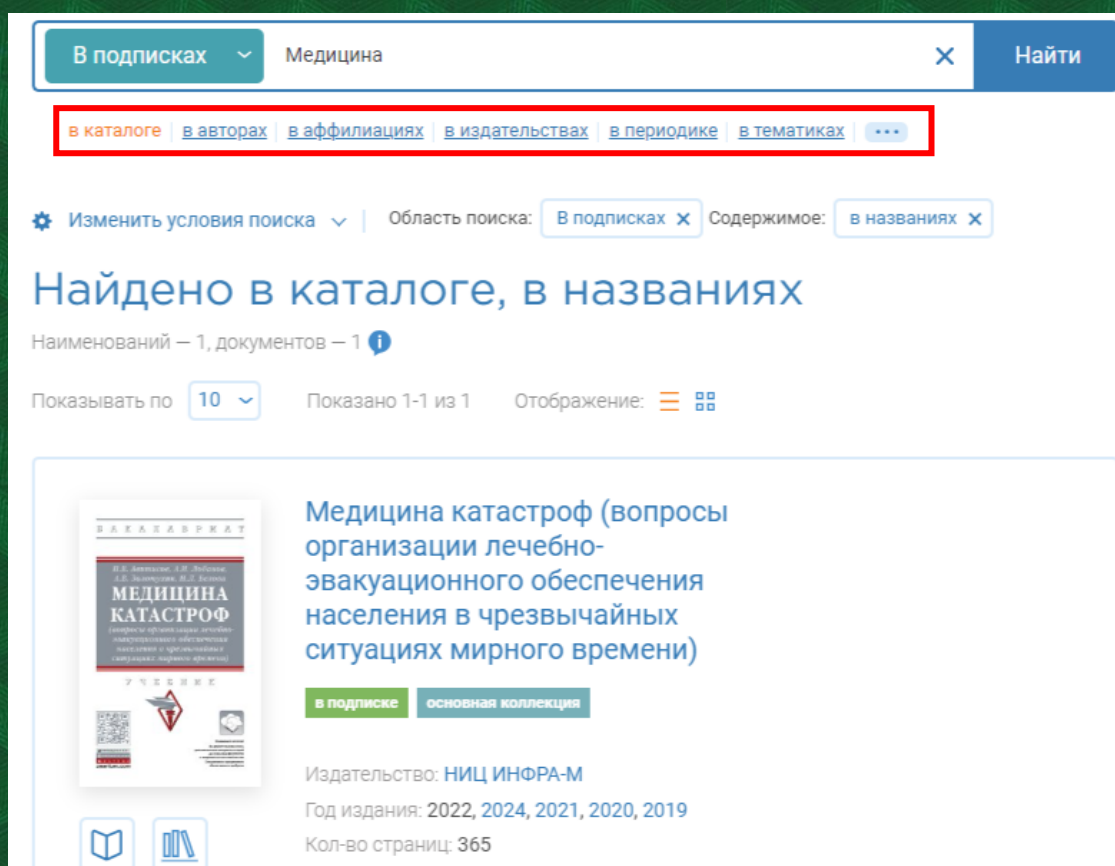 В подписках Медицина Найти
в каталоге в авторах в аффилиациях в издательствах в периодике в тематиках
Изменить условия поиска Область поиска: В подписках Содержимое: в названиях
Найдено в каталоге, в названиях
Наименований — 1, документов — 1
Показывать по 10 Показано 1-1 из 1 Отображение:
БАКАЛАВРИАТ
МЕДИЦИНА
КАТАСТРОФ
УЧЕБНИК
Медицина катастроф (вопросы
организации лечебно-
эвакуационного обеспечения
населения в чрезвычайных
ситуациях мирного времени)
в подписке основная коллекция
Издательство: НИЦ ИНФРА-М
Год издания: 2022, 2024, 2021, 2020, 2019
Кол-во страниц: 365